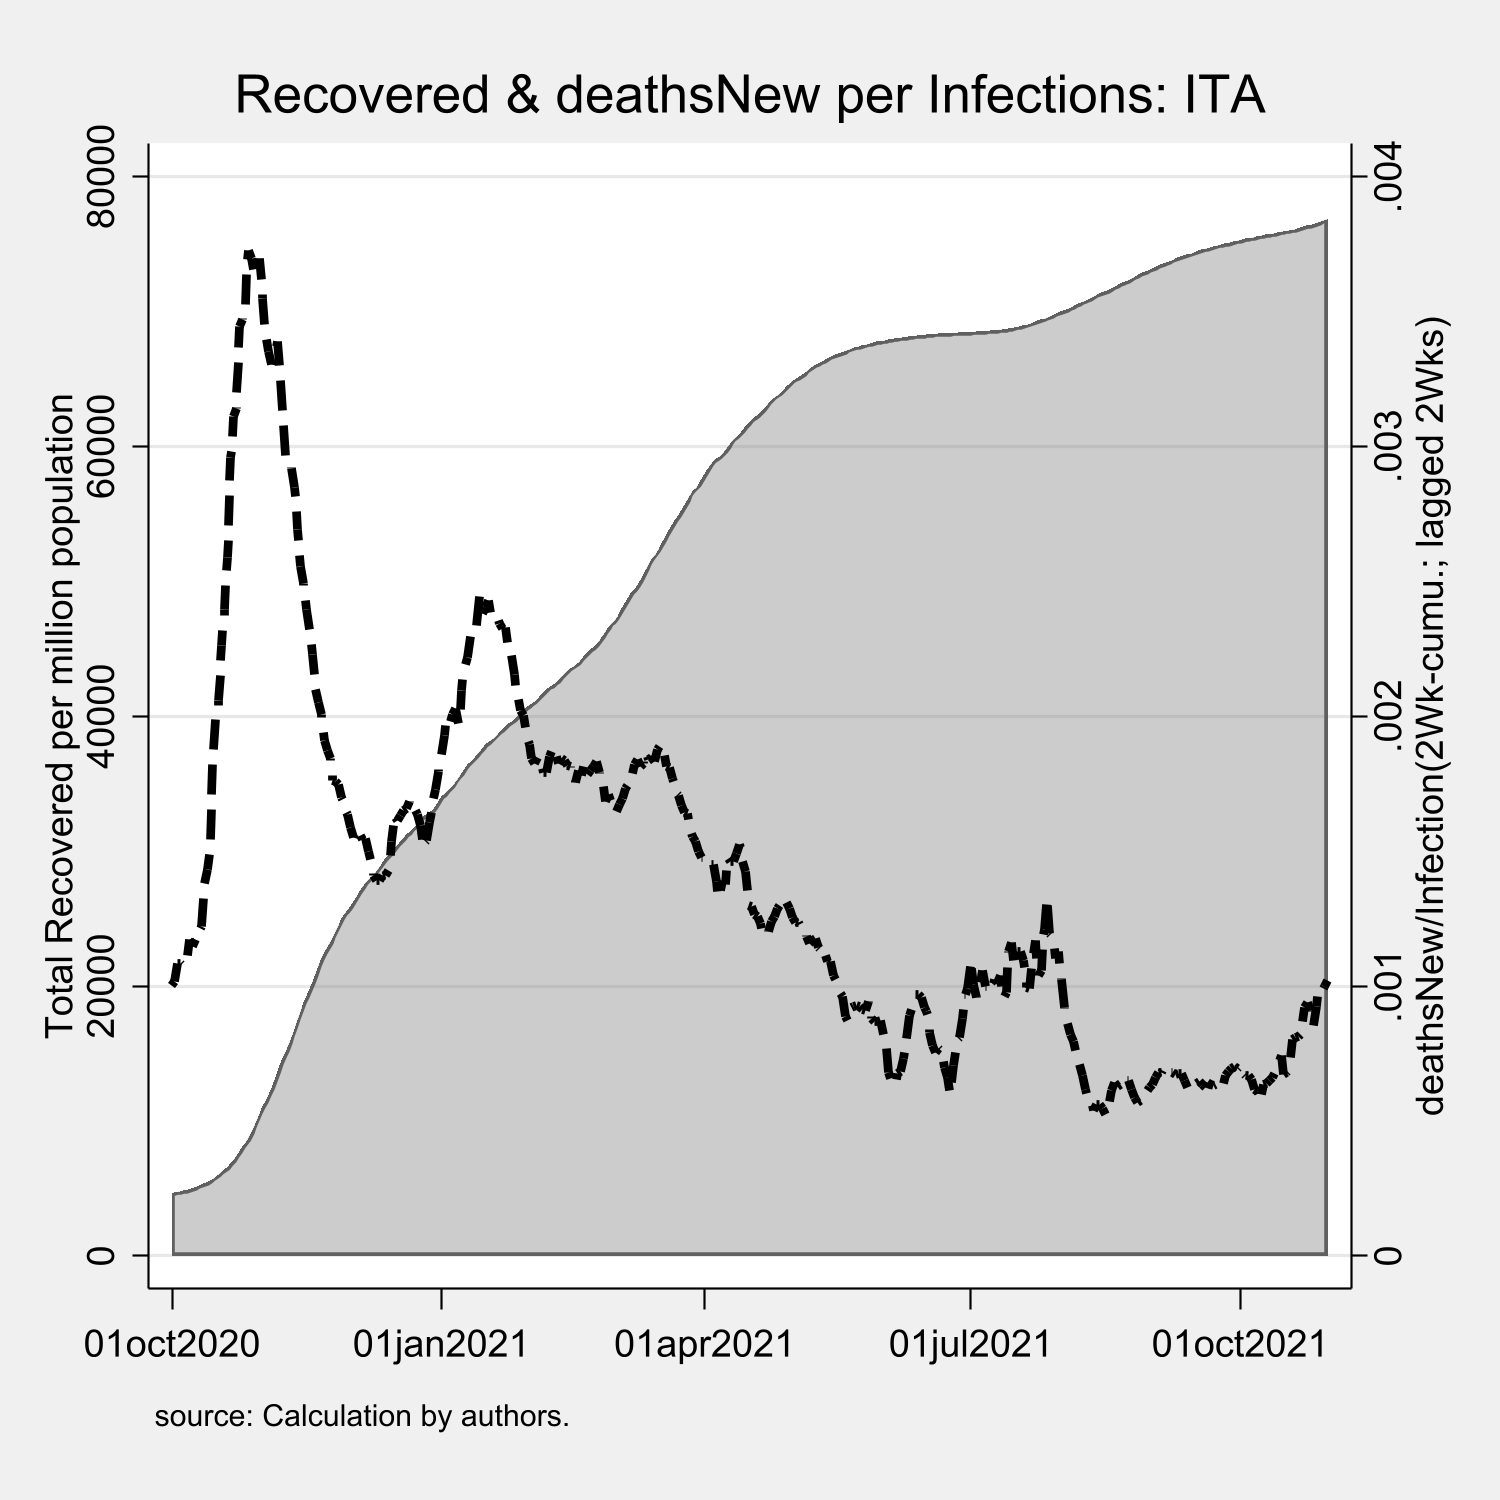 Recovered & deathsNew per Infections: ITA
Total Recovered per million population
80000
60000
40000
20000
0
.004
.003
.002
.001
0
deathsNew/Infection(2Wk-cumu.; lagged 2Wks)
01oct2020 01jan2021 01apr2021 01jul2021 01oct2021
source: Calculation by authors.